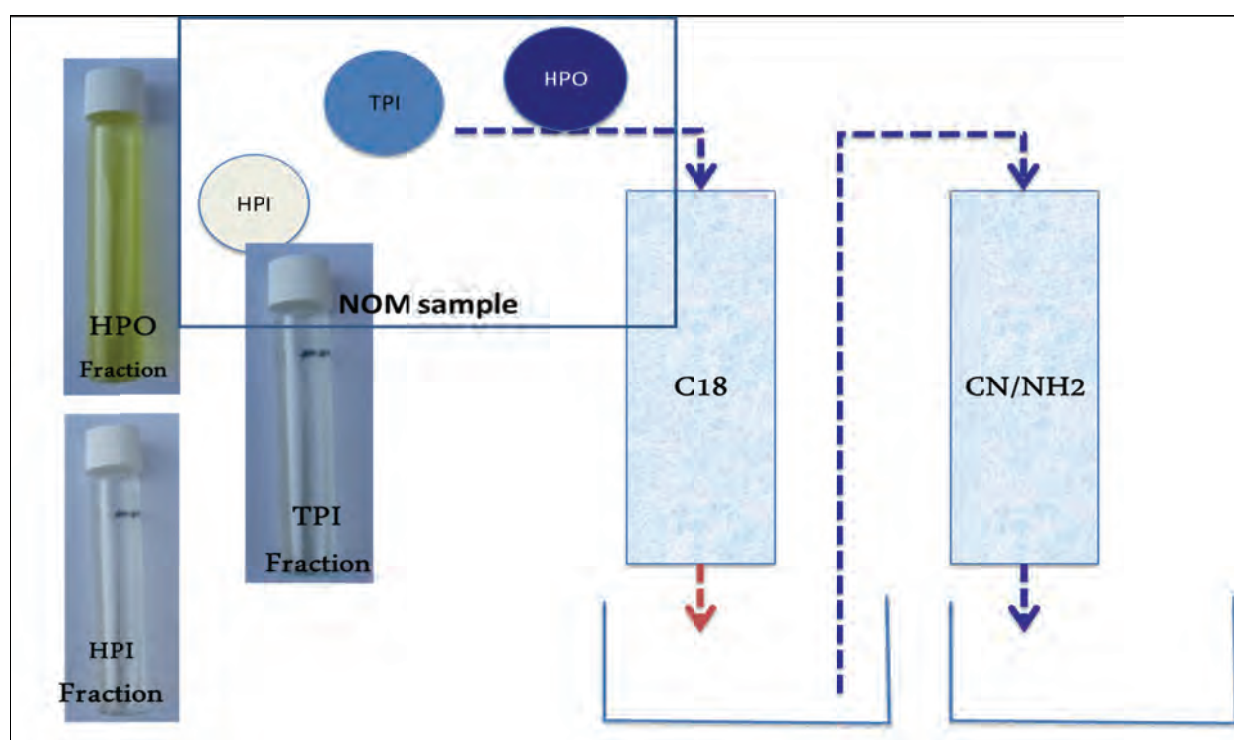 HPO
TPI
HPI
NOM sample
HPO
Fraction
TPI
Fraction
HPI
Fraction
C18
CN/NH2